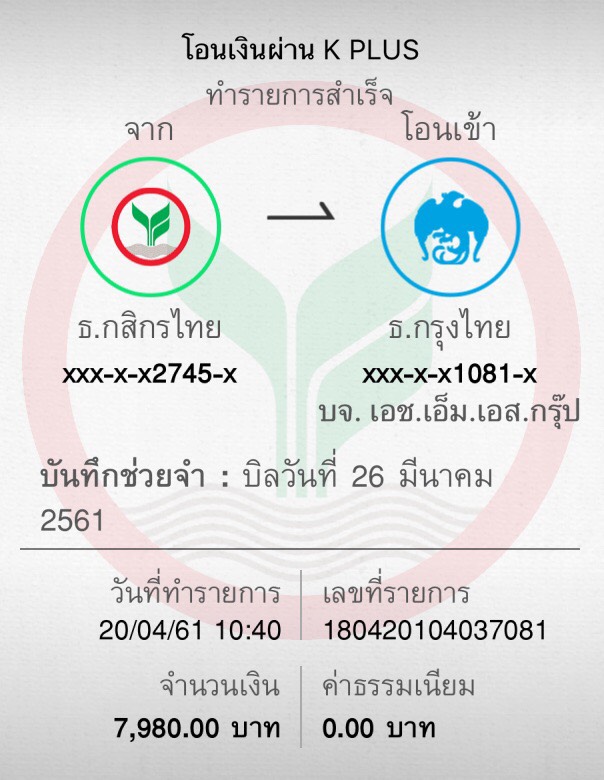 โอนเงินผ่าน K PLUS
ทำรายการสำเร็จ
จาก
โอนเข้า
ธ.กสิกรไทย
ธ.กรุงไทย
xxx-x-x2745-x
xxx-x-x1081-x
บจ. เอช.เอ็ม.เอส.กรุ๊ป
บันทึกช่วยจำ : บิลวันที่ 26 มีนาคม
2561
วันที่ทำรายการ
เลขที่รายการ
20/04/61 10:40
180420104037081
จำนวนเงิน
ค่าธรรมเนียม
7,980.00 บาท
0.00 บาท